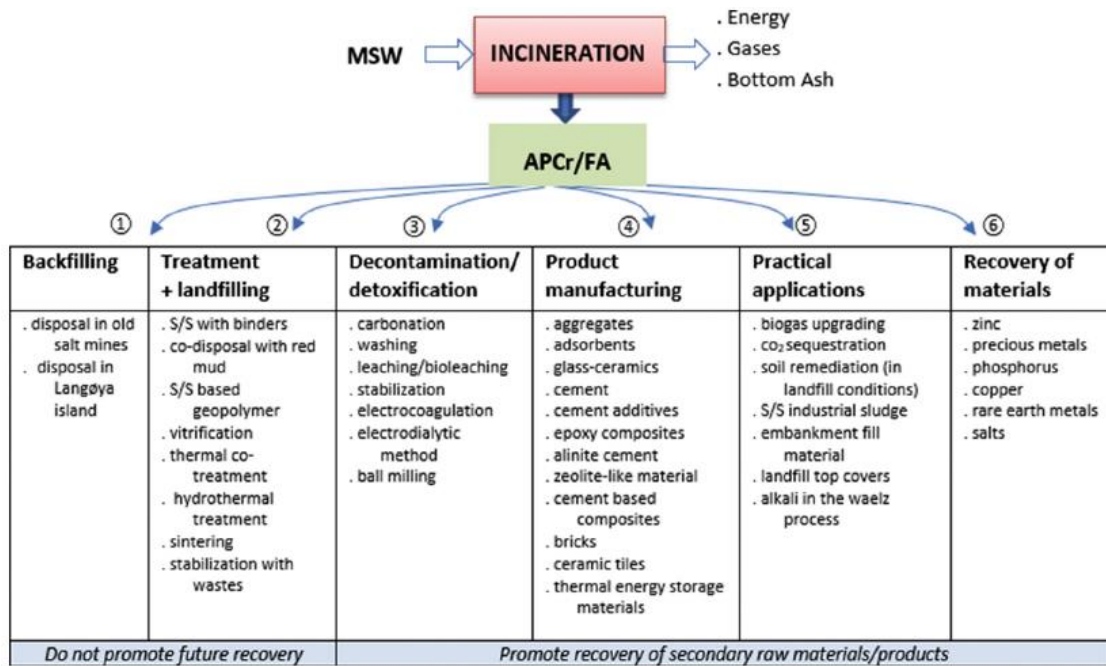 . Energy
MSW
INCINERATION
. Gases
. Bottom Ash
APCr/FA
①
②
③
④
⑤
⑥
Backfilling
. disposal in old
salt mines
. disposal in
Langøya
island
Treatment
+ landfilling
. S/S with binders
. co-disposal with red
mud
. S/S based
geopolymer
. vitrification
. thermal co-
treatment
. hydrothermal
treatment
. sintering
. stabilization with
wastes
Decontamination/
detoxification
. carbonation
. washing
. leaching/bioleaching
. stabilization
. electrocoagulation
. electrodialytic
method
. ball milling
Product
manufacturing
. aggregates
. adsorbents
. glass-ceramics
. cement
. cement additives
. epoxy composites
. alinite cement
. zeolite-like material
. cement based
composites
. bricks
. ceramic tiles
. thermal energy storage
materials
Practical
applications
. biogas upgrading
. co₂ sequestration
. soil remediation (in
landfill conditions)
. S/S industrial sludge
. embankment fill
material
. landfill top covers
. alkali in the waelz
process
Recovery of
materials
. zinc
. precious metals
. phosphorus
. copper
. rare earth metals
. salts
Do not promote future recovery
Promote recovery of secondary raw materials/products